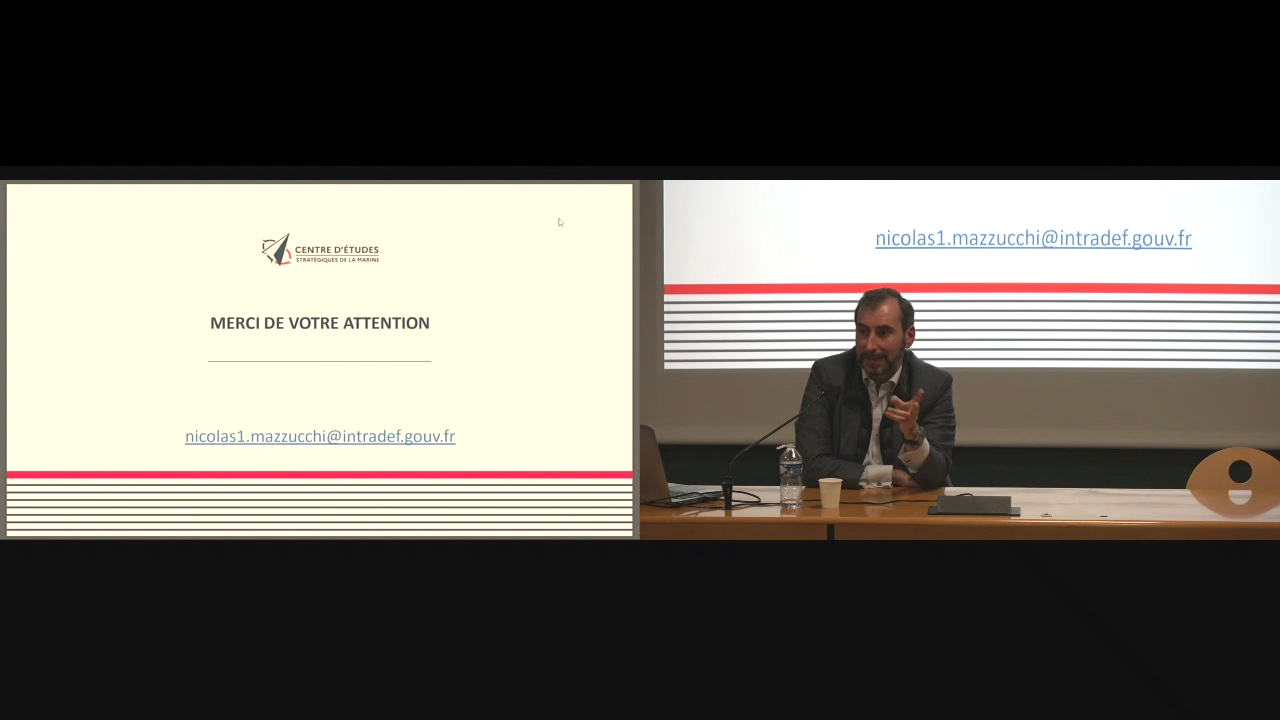 CENTRE D'ÉTUDES
STRATÉGIQUES DE LA MARINE
MERCI DE VOTRE ATTENTION
nicolas1.mazzucchi@intradef.gouv.fr
nicolas1.mazzucchi@intradef.gouv.fr